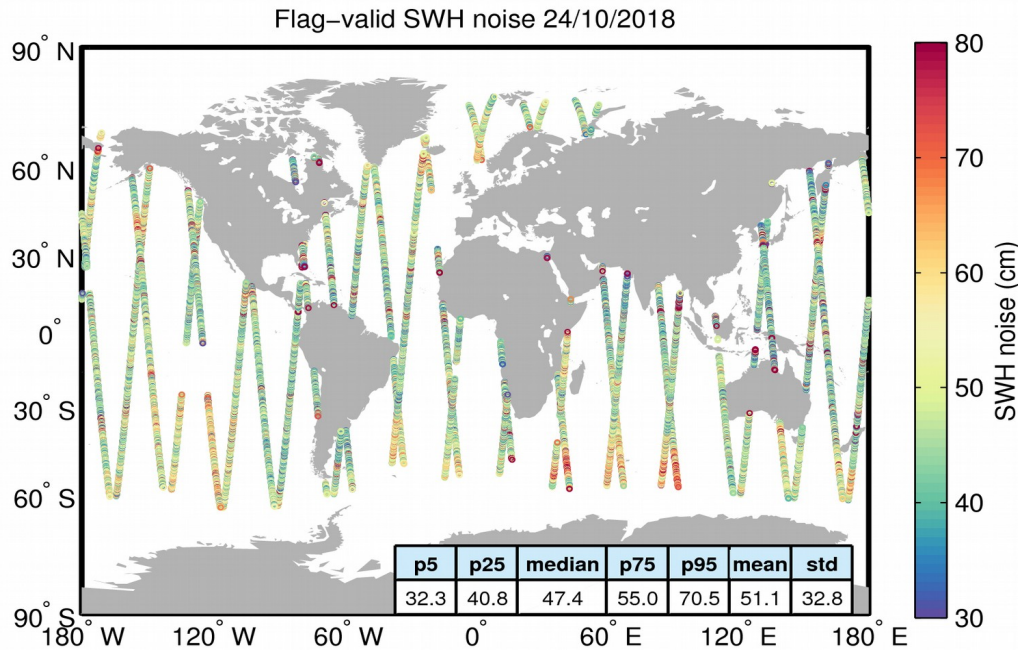 Flag−valid SWH noise 24/10/2018
90° N
60° N
30° N
0°
30° S
60° S
90° S
180° W
120° W
60° W
0°
60° E
120° E
180° E
80
70
60
50
40
30
SWH noise (cm)
p5 p25 median p75 p95 mean std
32.3 40.8 47.4 55.0 70.5 51.1 32.8